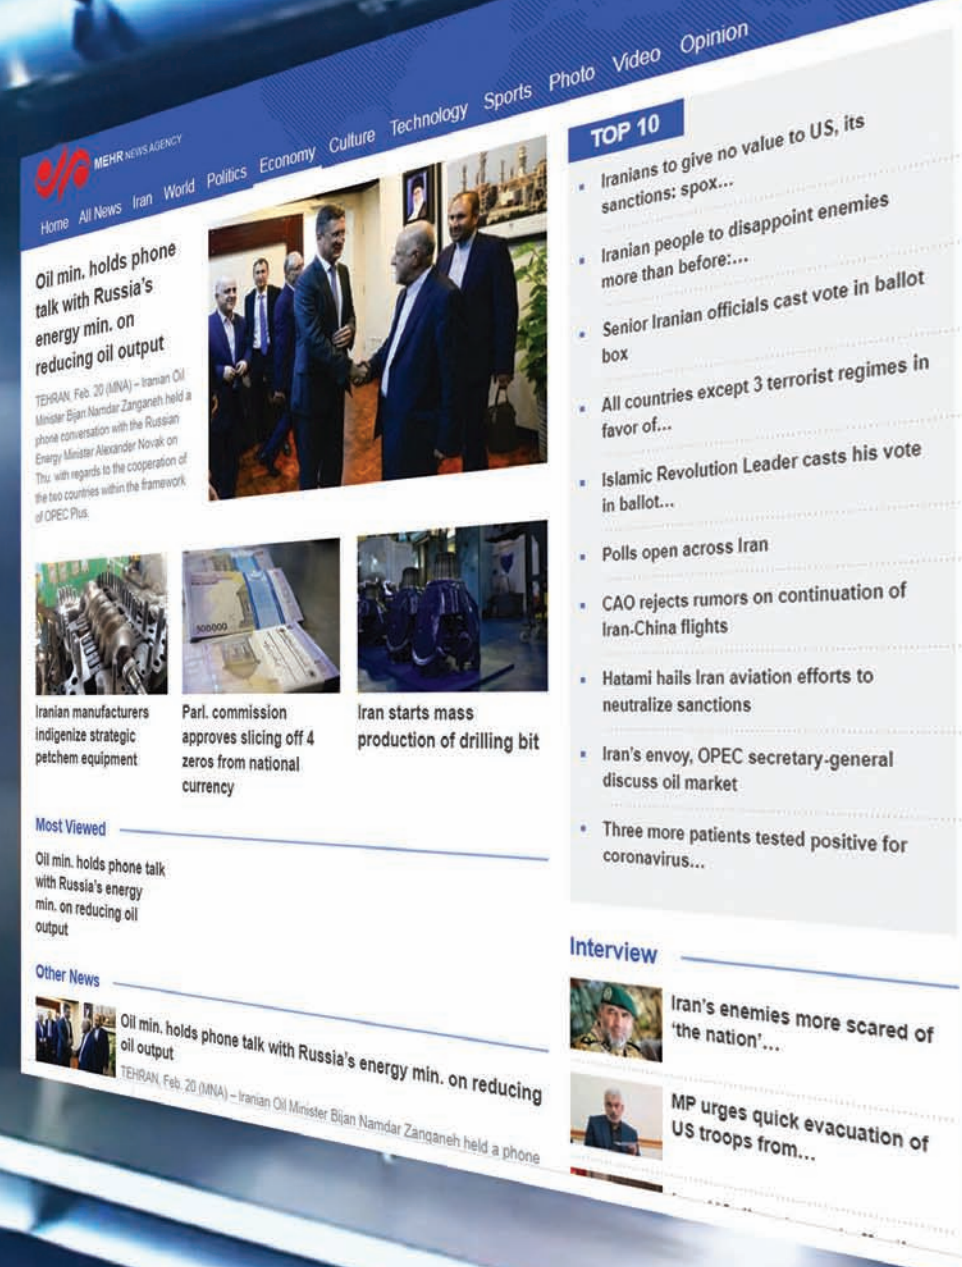 MEHR NEWS AGENCY
Home All News Iran World Politics Economy Culture Technology Sports Photo Video Opinion
Oil min. holds phone
talk with Russia's
energy min. on
reducing oil output
TEHRAN, Feb. 20 (MNA) – Iranian Oil
Minister Bijan Namdar Zanganeh held a
phone conversation with the Russian
Energy Minister Alexander Novak on
Thu. with regards to the cooperation of
the two countries within the framework
of OPEC Plus.
500000
Iranian manufacturers
indigenize strategic
petchem equipment
Parl. commission
approves slicing off 4
zeros from national
currency
Iran starts mass
production of drilling bit
Most Viewed
Oil min. holds phone talk
with Russia's energy
min. on reducing oil
output
Other News
Oil min. holds phone talk with Russia's energy min. on reducing
oil output
TEHRAN, Feb. 20 (MNA) – Iranian Oil Minister Bijan Namdar Zanganeh held a phone
TOP 10
Iranians to give no value to US, its
sanctions: spox...
Iranian people to disappoint enemies
more than before:...
Senior Iranian officials cast vote in ballot
box
All countries except 3 terrorist regimes in
favor of...
Islamic Revolution Leader casts his vote
in ballot...
Polls open across Iran
CAO rejects rumors on continuation of
Iran-China flights
Hatami hails Iran aviation efforts to
neutralize sanctions
Iran's envoy, OPEC secretary-general
discuss oil market
Three more patients tested positive for
coronavirus...
Interview
Iran's enemies more scared of
'the nation'...
MP urges quick evacuation of
US troops from...